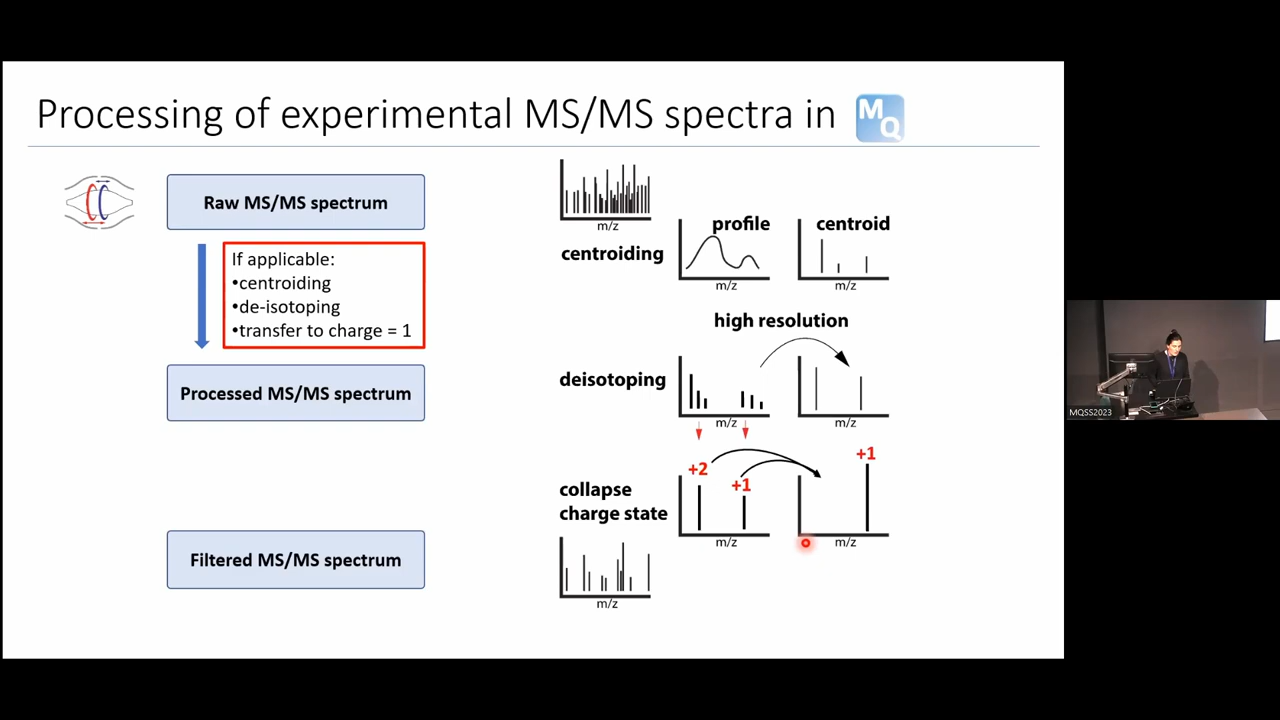 Processing of experimental MS/MS spectra in MQ
Raw MS/MS spectrum
If applicable:
•centroiding
•de-isotoping
•transfer to charge = 1
Processed MS/MS spectrum
Filtered MS/MS spectrum
m/z
centroiding
profile
m/z
centroid
m/z
high resolution
deisotoping
m/z
m/z
collapse
charge state
+2
+1
m/z
+1
m/z
m/z
MQSS2023